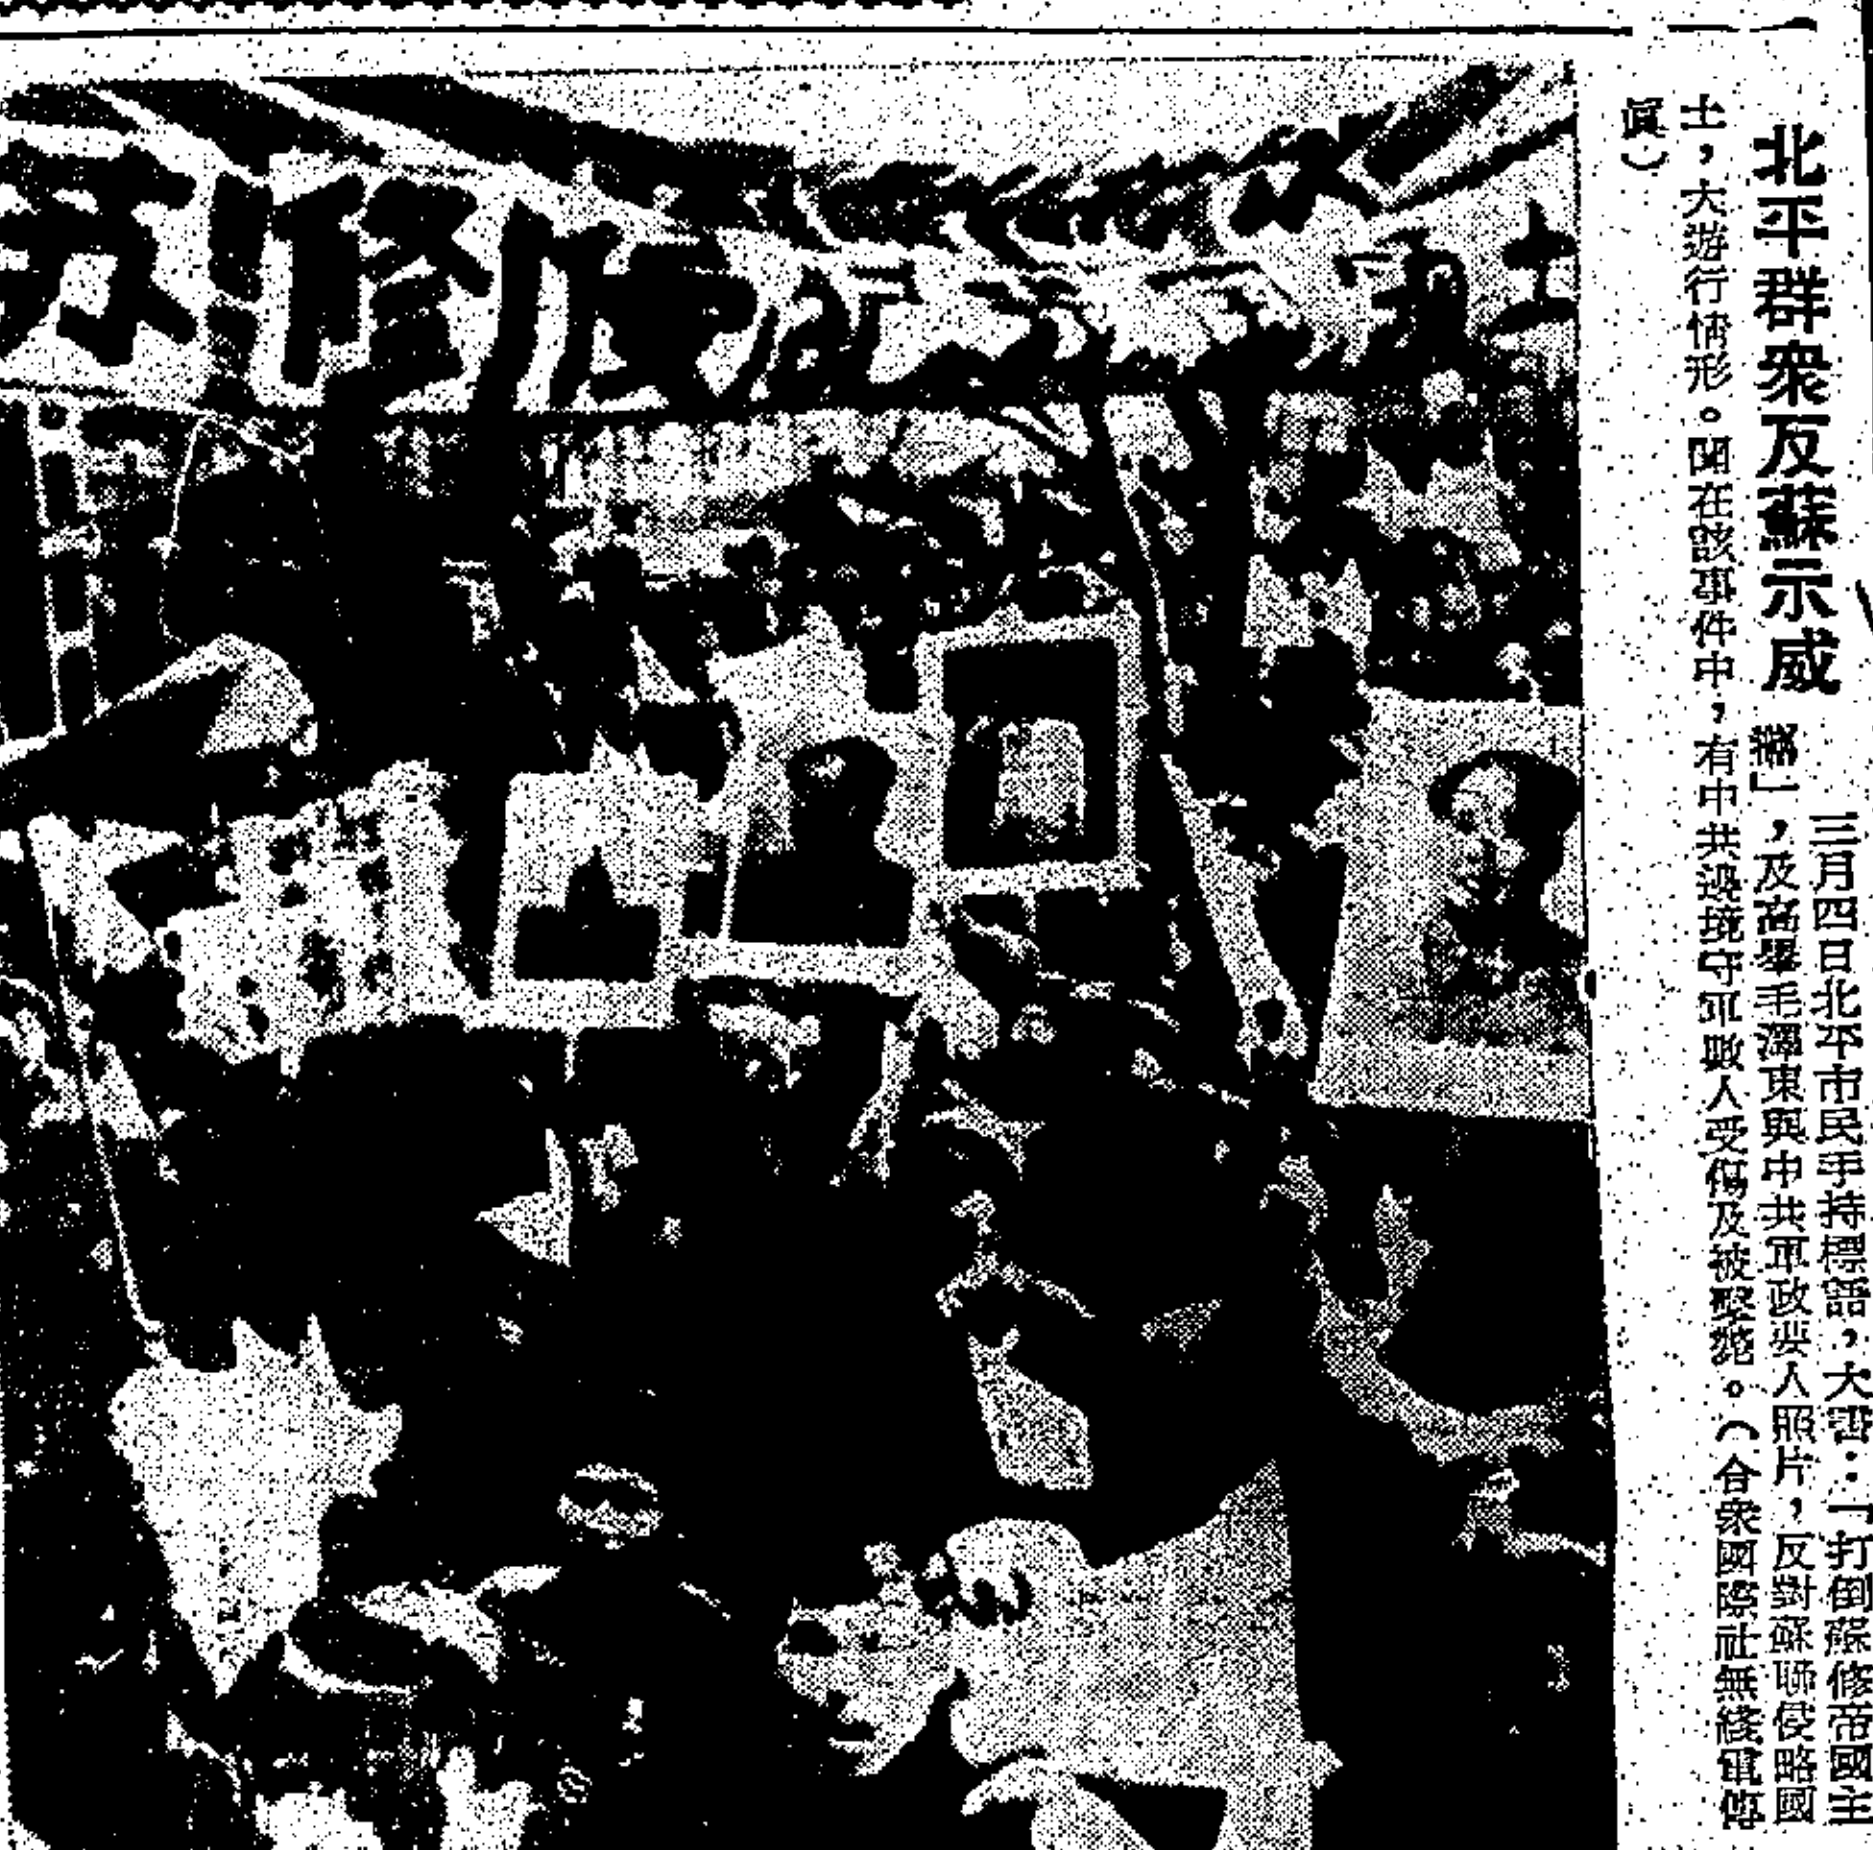 北平群衆反蘇示威
三月四日北平市民手持標語，大書：「打倒蘇修帝國主
義」，及高舉毛澤東與中共軍政要人照片，反對蘇聯侵略國
土，大遊行情形。聞在該事件中，有中共邊境守軍數人受傷及被擊斃。（合衆國際社無綫電傳
眞）
苏修